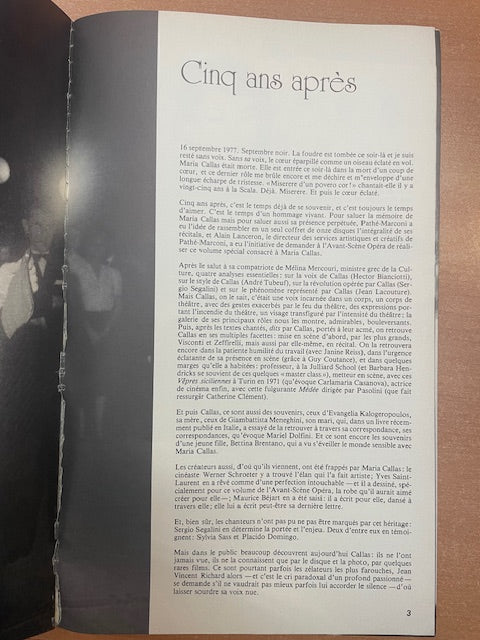 Cinq ans après
16 septembre 1977. Septembre noir. La foudre est tombée ce soir-là et je suis
resté sans voix. Sans sa voix, le cœur éparpillé comme un oiseau éclaté en vol.
Maria Callas était morte. Elle est entrée ce soir-là dans la mort d'un coup de
cœur, et ce dernier rôle me brûle encore et me déchire et m'enveloppe d'une
longue écharpe de tristesse. «Miserere d'un povero cor!» chantait-elle il y a
vingt-cinq ans à la Scala. Déjà. Miserere. Et puis le cœur éclaté.
Cinq ans après, c'est le temps déjà de se souvenir, et c'est toujours le temps
d'aimer. C'est le temps d'un hommage vivant. Pour saluer la mémoire de
Maria Callas mais pour saluer aussi sa présence perpétuée, Pathé-Marconi a
eu l'idée de rassembler en un seul coffret de onze disques l'intégralité de ses
récitals, et Alain Lanceron, le directeur des services artistiques et créatifs de
Pathé-Marconi, a eu l'initiative de demander à l'Avant-Scène Opéra de réali-
ser ce volume spécial consacré à Maria Callas.
Après le salut à sa compatriote de Mélina Mercouri, ministre grec de la Cul-
ture, quatre analyses essentielles: sur la voix de Callas (Hector Bianciotti),
sur le style de Callas (André Tubeuf), sur la révolution opérée par Callas (Ser-
gio Segalini) et sur le phénomène représenté par Callas (Jean Lacouture).
Mais Callas, on le sait, c'était une voix incarnée dans un corps, un corps de
théâtre, avec des gestes exacerbés par le feu du théâtre, des expressions por-
tant l'incendie du théâtre, un visage transfiguré par l'intensité du théâtre: la
galerie de ses principaux rôles nous les montre, admirables, bouleversants.
Puis, après les textes chantés, dits par Callas, portés à leur acmé, on retrouve
Callas en ses multiples facettes: mise en scène d'abord, par les plus grands,
Visconti et Zeffirelli, mais aussi par elle-même, en récital. On la retrouvera
encore dans la patience humilité du travail (avec Janine Reiss), dans l'urgence
éclatante de sa présence en scène (grâce à Guy Coutance), et dans quelques
marges qu'elle a habitées: professeur, à la Julliard School (et Barbara Hen-
dricks se souvient de ces quelques «master class»), metteur en scène, avec ces
Vêpres siciliennes à Turin en 1971 (qu'évoque Carlamaria Casanova), actrice
de cinéma enfin, avec cette fulgurante Médée dirigée par Pasolini (que fait
ressurgir Catherine Clément).
Et puis Callas, ce sont aussi des souvenirs, ceux d'Evangelia Kalogeropoulos,
sa mère, ceux de Giambattista Meneghini, son mari, qui, dans un livre récem-
ment publié en Italie, a essayé de la retrouver à travers sa correspondance, ses
correspondances, qu'évoque Mariel Dolfini. Et ce sont encore les souvenirs
d'une jeune fille, Bettina Brentano, qui a vu s'éveiller le monde sensible avec
Maria Callas.
Les créateurs aussi, d'où qu'ils viennent, ont été frappés par Maria Callas: le
cinéaste Werner Schroeter y a trouvé l'élan qui l'a fait artiste; Yves Saint-
Laurent en a rêvé comme d'une perfection intouchable — et il a dessiné, spé-
cialement pour ce volume de l'Avant-Scène Opéra, la robe qu'il aurait aimé
créer pour elle —; Maurice Béjart en a été saisi: il a écrit pour elle, dansé à
travers elle; elle lui a écrit peut-être sa dernière lettre.
Et, bien sûr, les chanteurs n'ont pas pu ne pas être marqués par cet héritage:
Sergio Segalini en détermine la portée et l'enjeu. Deux d'entre eux en témoi-
gnent: Sylvia Sass et Placido Domingo.
Mais dans le public beaucoup découvrent aujourd'hui Callas: ils ne l'ont
jamais vue, ils ne la connaissent que par le disque et la photo, par quelques
rares films. Ce sont pourtant parfois les zélateurs les plus farouches, Jean
Vincent Richard alors — et c'est le cri paradoxal d'un profond passionné —
se demande s'il ne vaudrait pas mieux parfois lui accorder le silence — d'où
laisser sourdre sa voix nue.
3